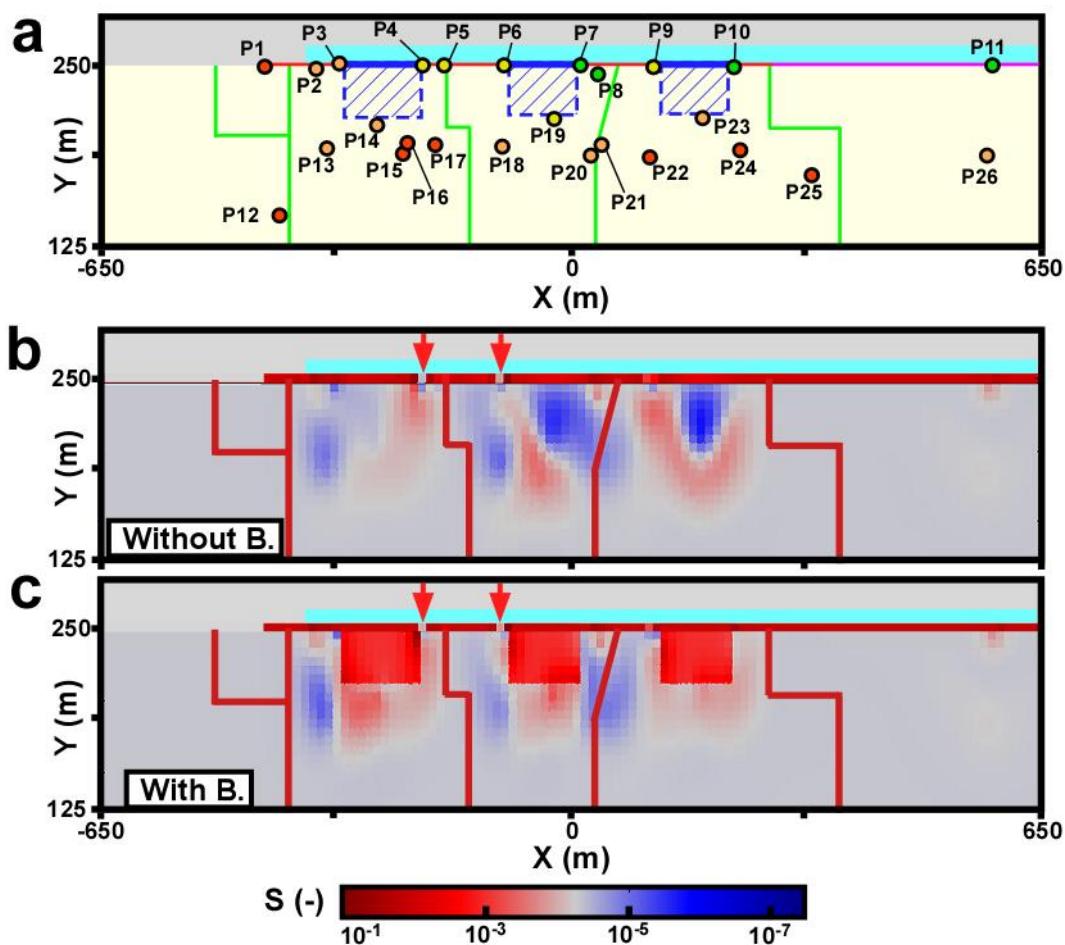 a
P1 P3 P4 P5 P6 P7 P9 P10 P11
250
P2 P8
P14 P19 P23
P13 P15 P17 P18 P20 P22 P24
P16 P21 P25 P26
P12
Y (m)
125
-650 0 650
X (m)
b
250
Y (m)
Without B.
125
c
250
Y (m)
With B.
125
-650 0 650
X (m)
S (-)
10-1 10-3 10-5 10-7